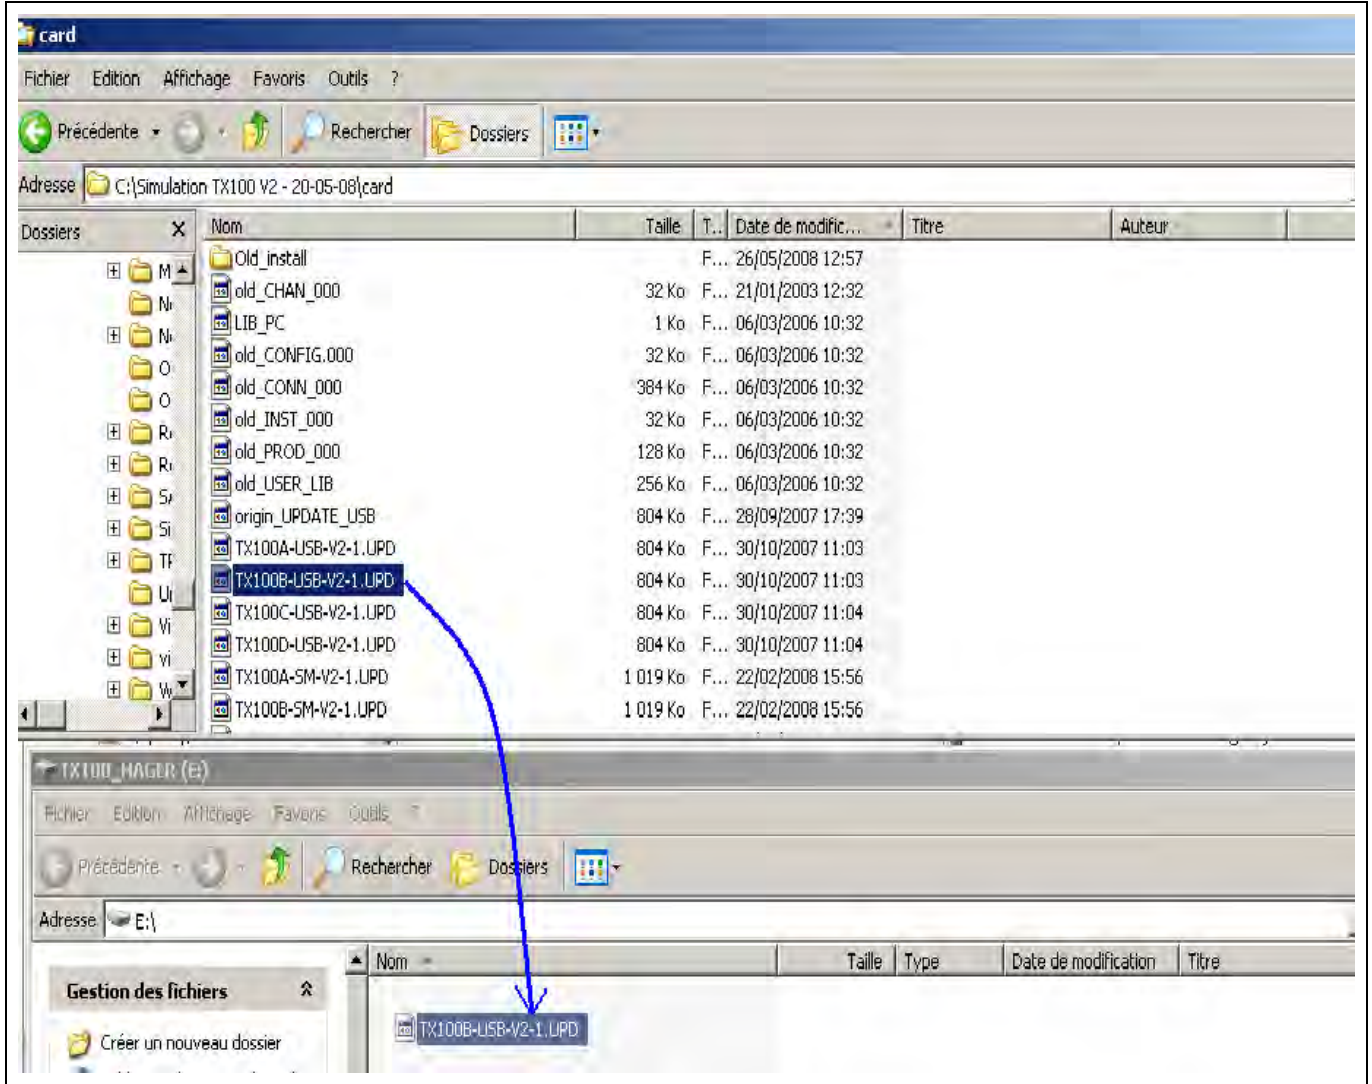 card
Fichier Edition Affichage Favoris Outils ?
Précédente Rechercher Dossiers
Adresse C:\Simulation TX100 V2 - 20-05-08\card
Dossiers X Nom Taille T... Date de modific... Titre Auteur
Old_install F... 26/05/2008 12:57
old_CHAN_000 32 Ko F... 21/01/2003 12:32
LIB_PC 1 Ko F... 06/03/2006 10:32
old_CONFIG.000 32 Ko F... 06/03/2006 10:32
old_CONN_000 384 Ko F... 06/03/2006 10:32
old_INST_000 32 Ko F... 06/03/2006 10:32
old_PROD_000 128 Ko F... 06/03/2006 10:32
old_USER_LIB 256 Ko F... 06/03/2006 10:32
origin_UPDATE_USB 804 Ko F... 28/09/2007 17:39
TX100A-USB-V2-1.UPD 804 Ko F... 30/10/2007 11:03
TX100B-USB-V2-1.UPD 804 Ko F... 30/10/2007 11:03
TX100C-USB-V2-1.UPD 804 Ko F... 30/10/2007 11:04
TX100D-USB-V2-1.UPD 804 Ko F... 30/10/2007 11:04
TX100A-SM-V2-1.UPD 1 019 Ko F... 22/02/2008 15:56
TX100B-SM-V2-1.UPD 1 019 Ko F... 22/02/2008 15:56
TX100_HAGER (E:)
Fichier Edition Affichage Favoris Outils ?
Précédente Rechercher Dossiers
Adresse E:\
Nom Taille Type Date de modification Titre
Gestion des fichiers
TX100B-USB-V2-1.UPD
Créer un nouveau dossier